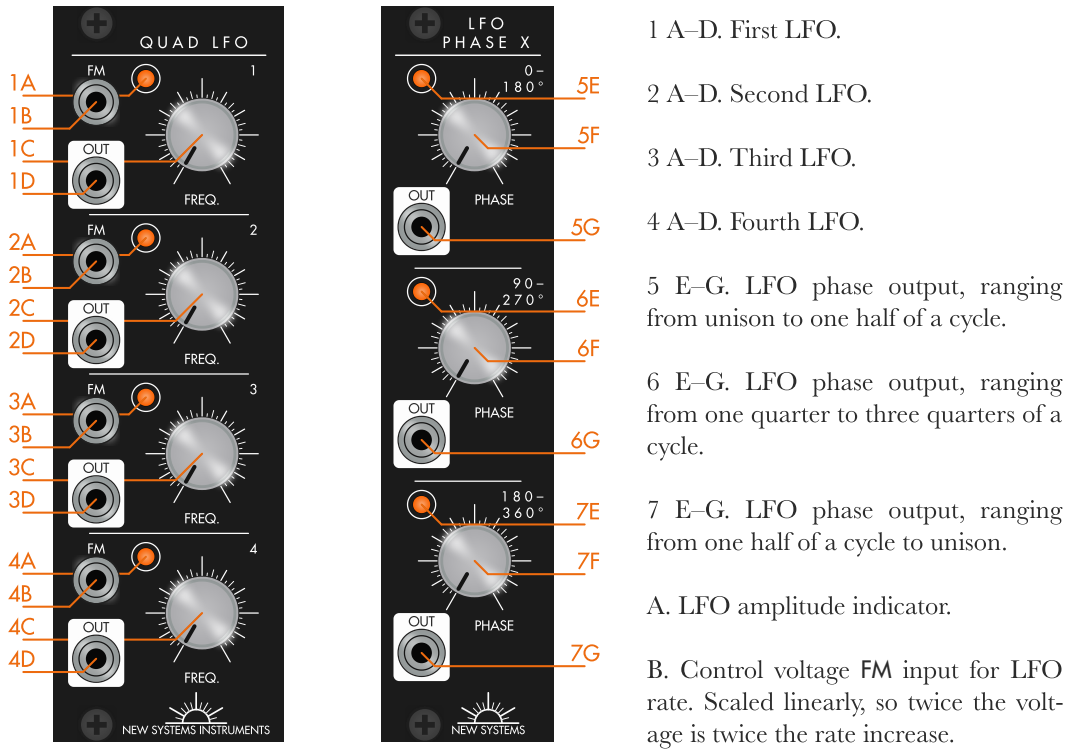 QUAD LFO
1
FM
1A
1B
OUT
1C
1D
FREQ.
2
FM
2A
2B
OUT
2C
2D
FREQ.
3
FM
3A
3B
OUT
3C
3D
FREQ.
4
FM
4A
4B
OUT
4C
4D
FREQ.
NEW SYSTEMS INSTRUMENTS
LFO
PHASE X
0–
180°
5E
5F
OUT
PHASE
5G
90–
270°
6E
6F
OUT
PHASE
6G
180–
360°
7E
7F
OUT
PHASE
7G
NEW SYSTEMS
1 A–D. First LFO.
2 A–D. Second LFO.
3 A–D. Third LFO.
4 A–D. Fourth LFO.
5 E–G. LFO phase output, ranging
from unison to one half of a cycle.
6 E–G. LFO phase output, ranging
from one quarter to three quarters of a
cycle.
7 E–G. LFO phase output, ranging
from one half of a cycle to unison.
A. LFO amplitude indicator.
B. Control voltage FM input for LFO
rate. Scaled linearly, so twice the volt-
age is twice the rate increase.